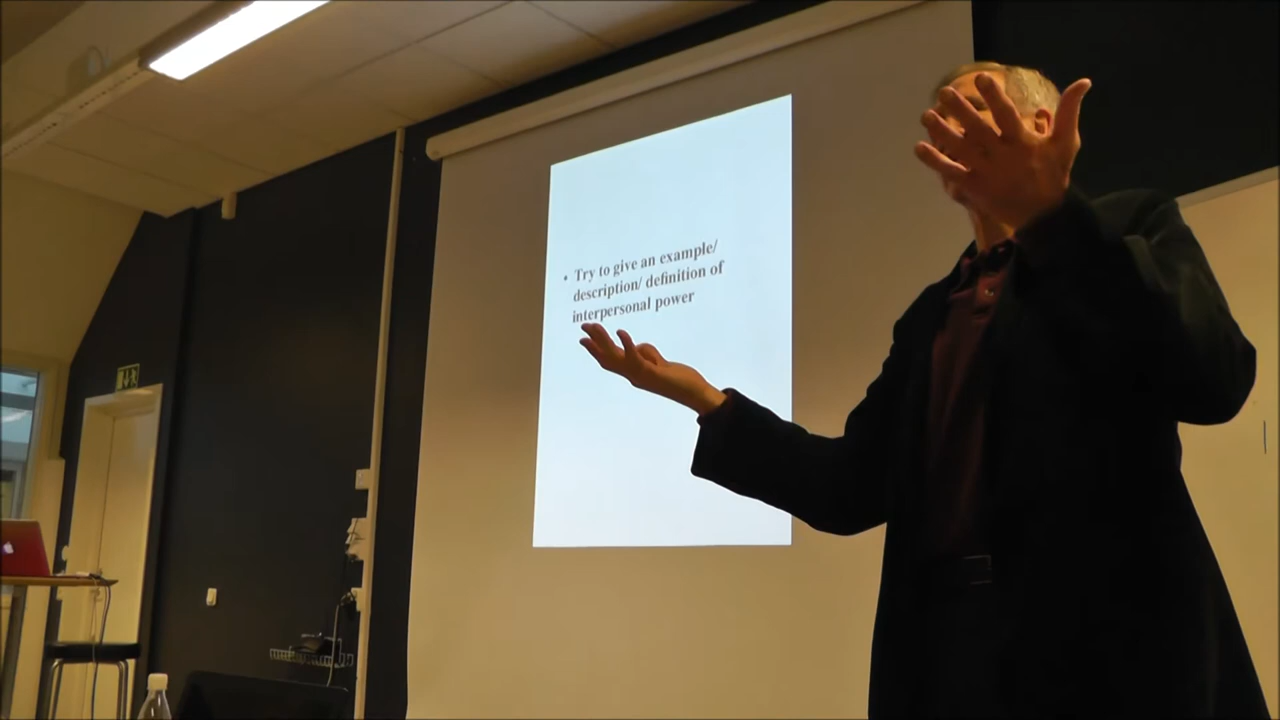 • Try to give an example/
description/ definition of
interpersonal power